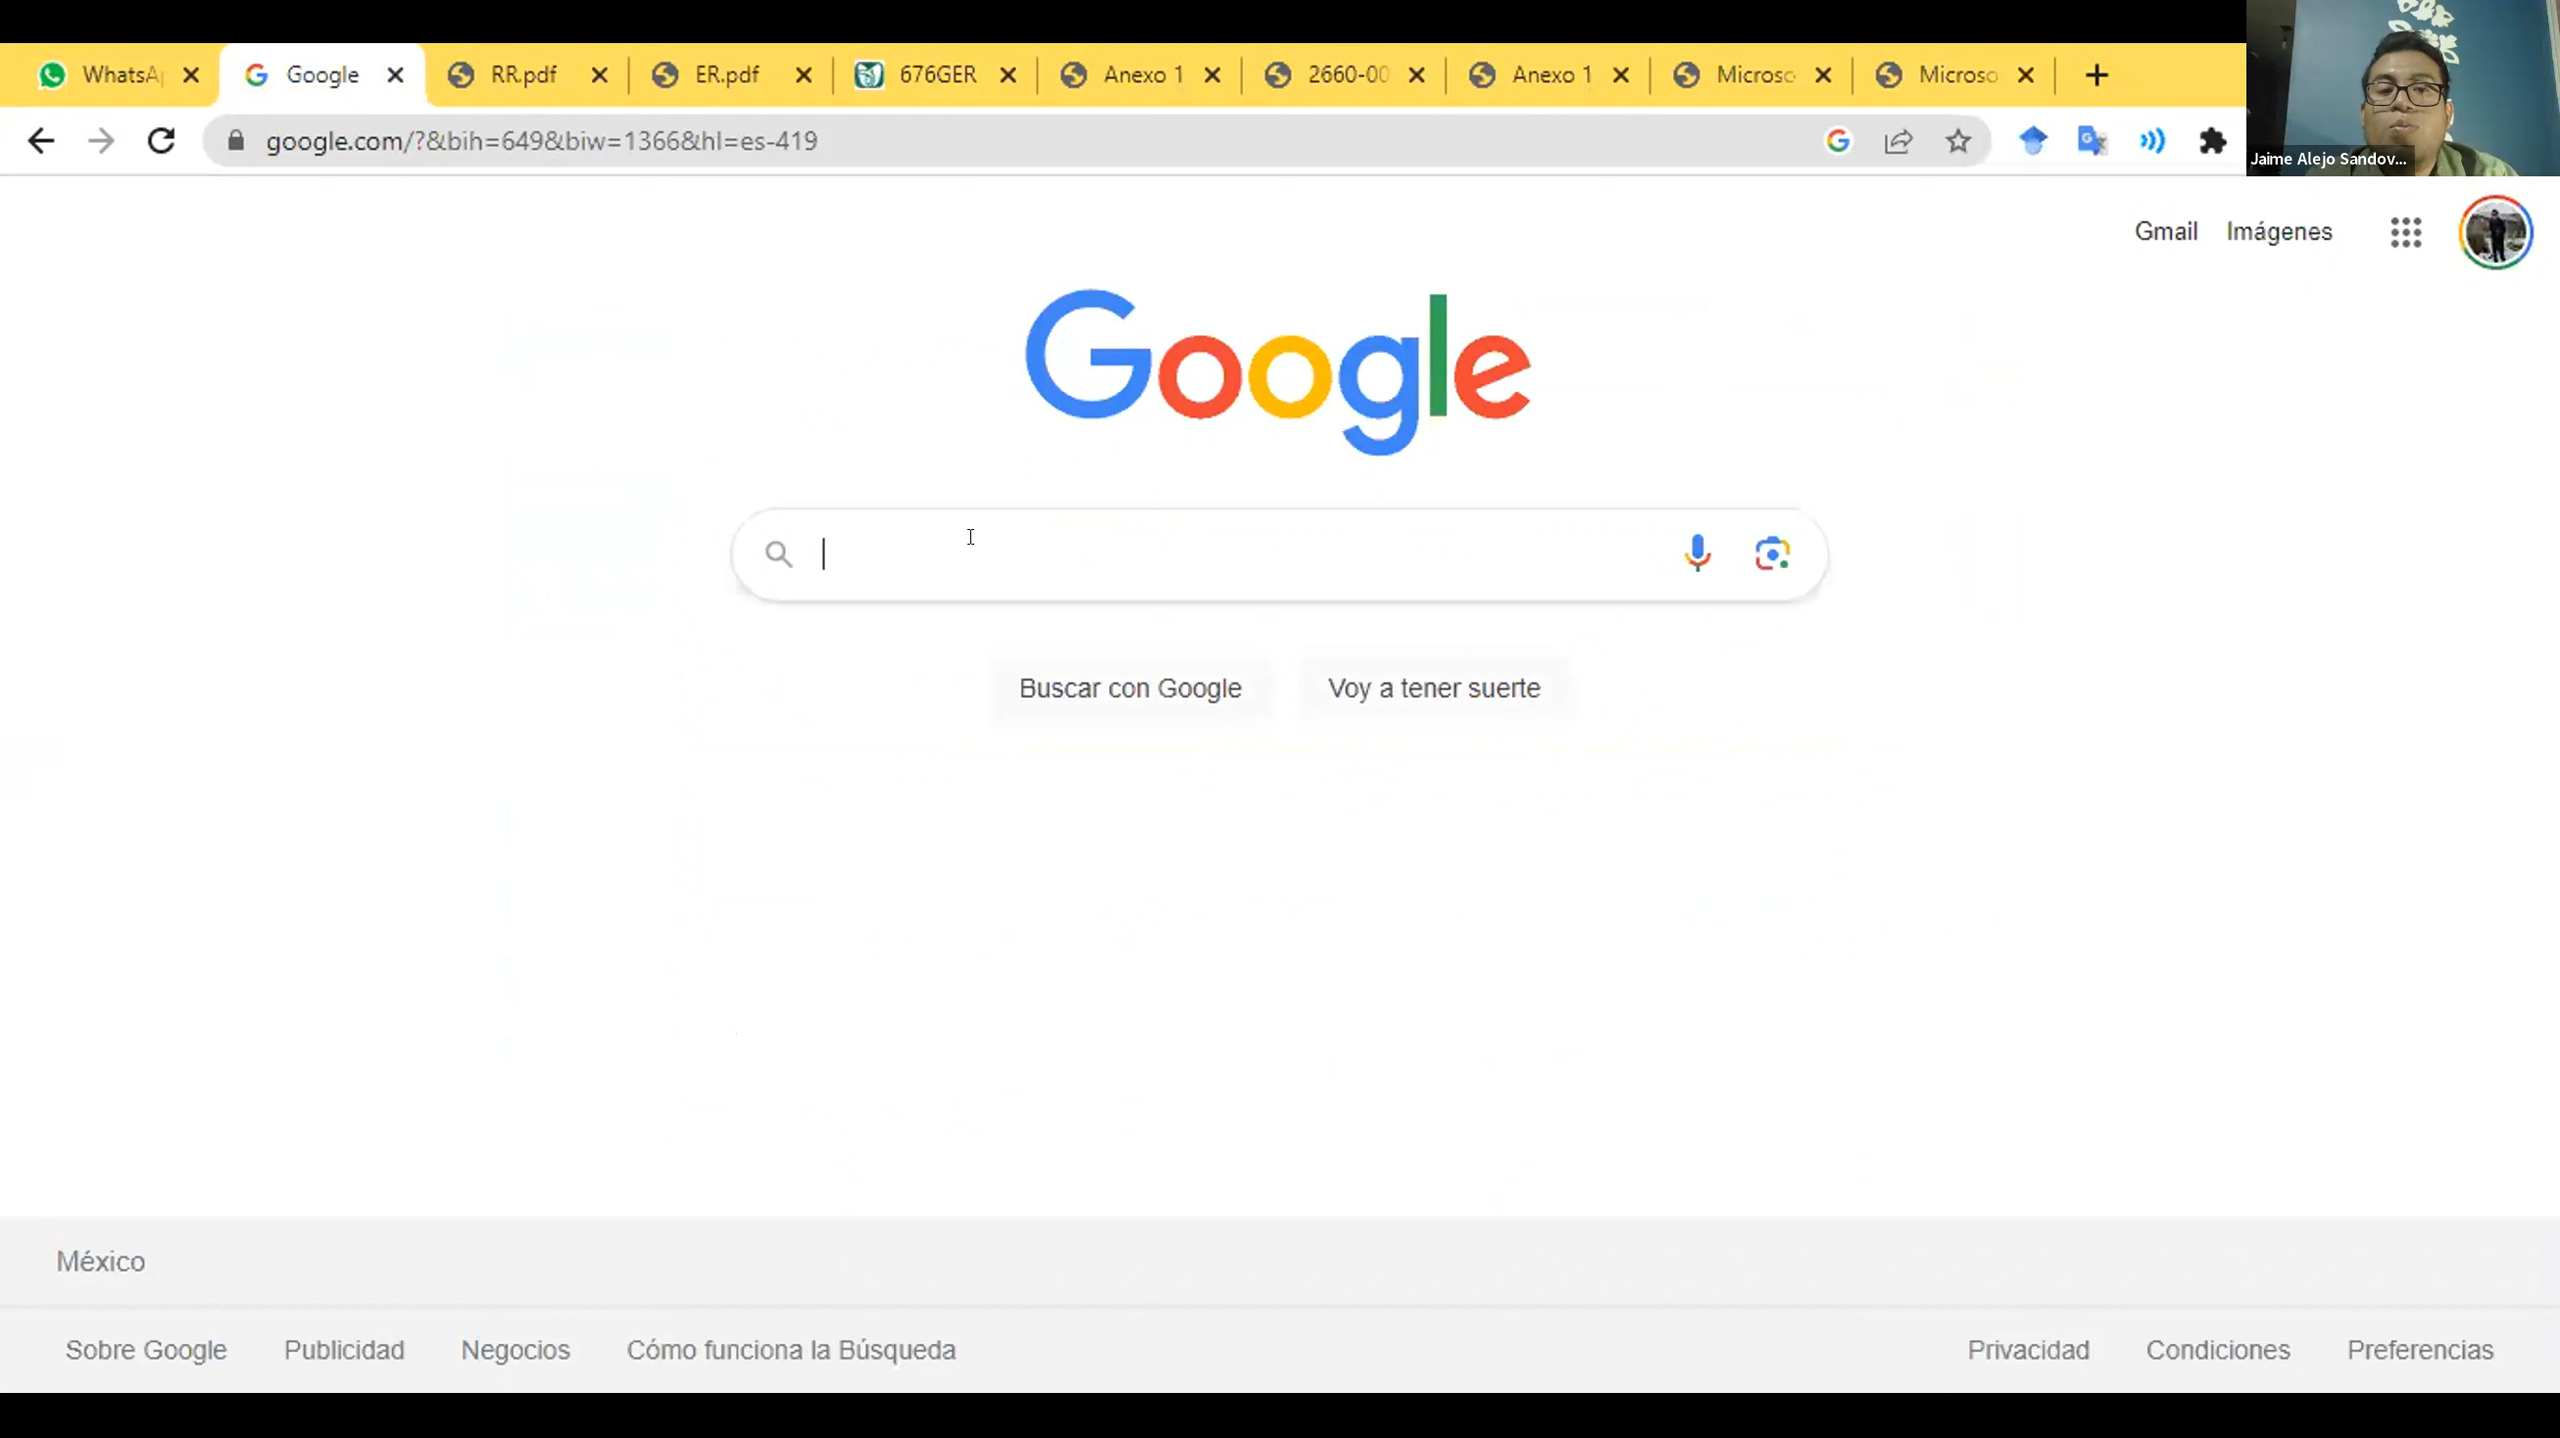 WhatsA
Google
RR.pdf
ER.pdf
676GER
Anexo 1
2660-00
Anexo 1
Microso
Microso
google.com/?&bih=649&biw=1366&hl=es-419
Jaime Alejo Sandov...
Gmail
Imágenes
Google
Buscar con Google
Voy a tener suerte
México
Sobre Google
Publicidad
Negocios
Cómo funciona la Búsqueda
Privacidad
Condiciones
Preferencias